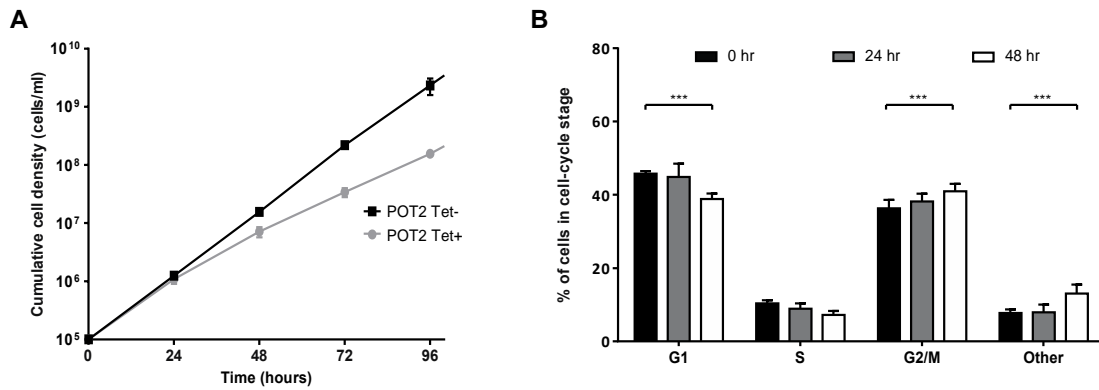 A
Cumulative cell density (cells/ml)
10^10
10^9
10^8
10^7
10^6
10^5
0 24 48 72 96
Time (hours)
POT2 Tet-
POT2 Tet+
B
0 hr 24 hr 48 hr
% of cells in cell-cycle stage
80
60
40
20
0
*** *** ***
G1 S G2/M Other